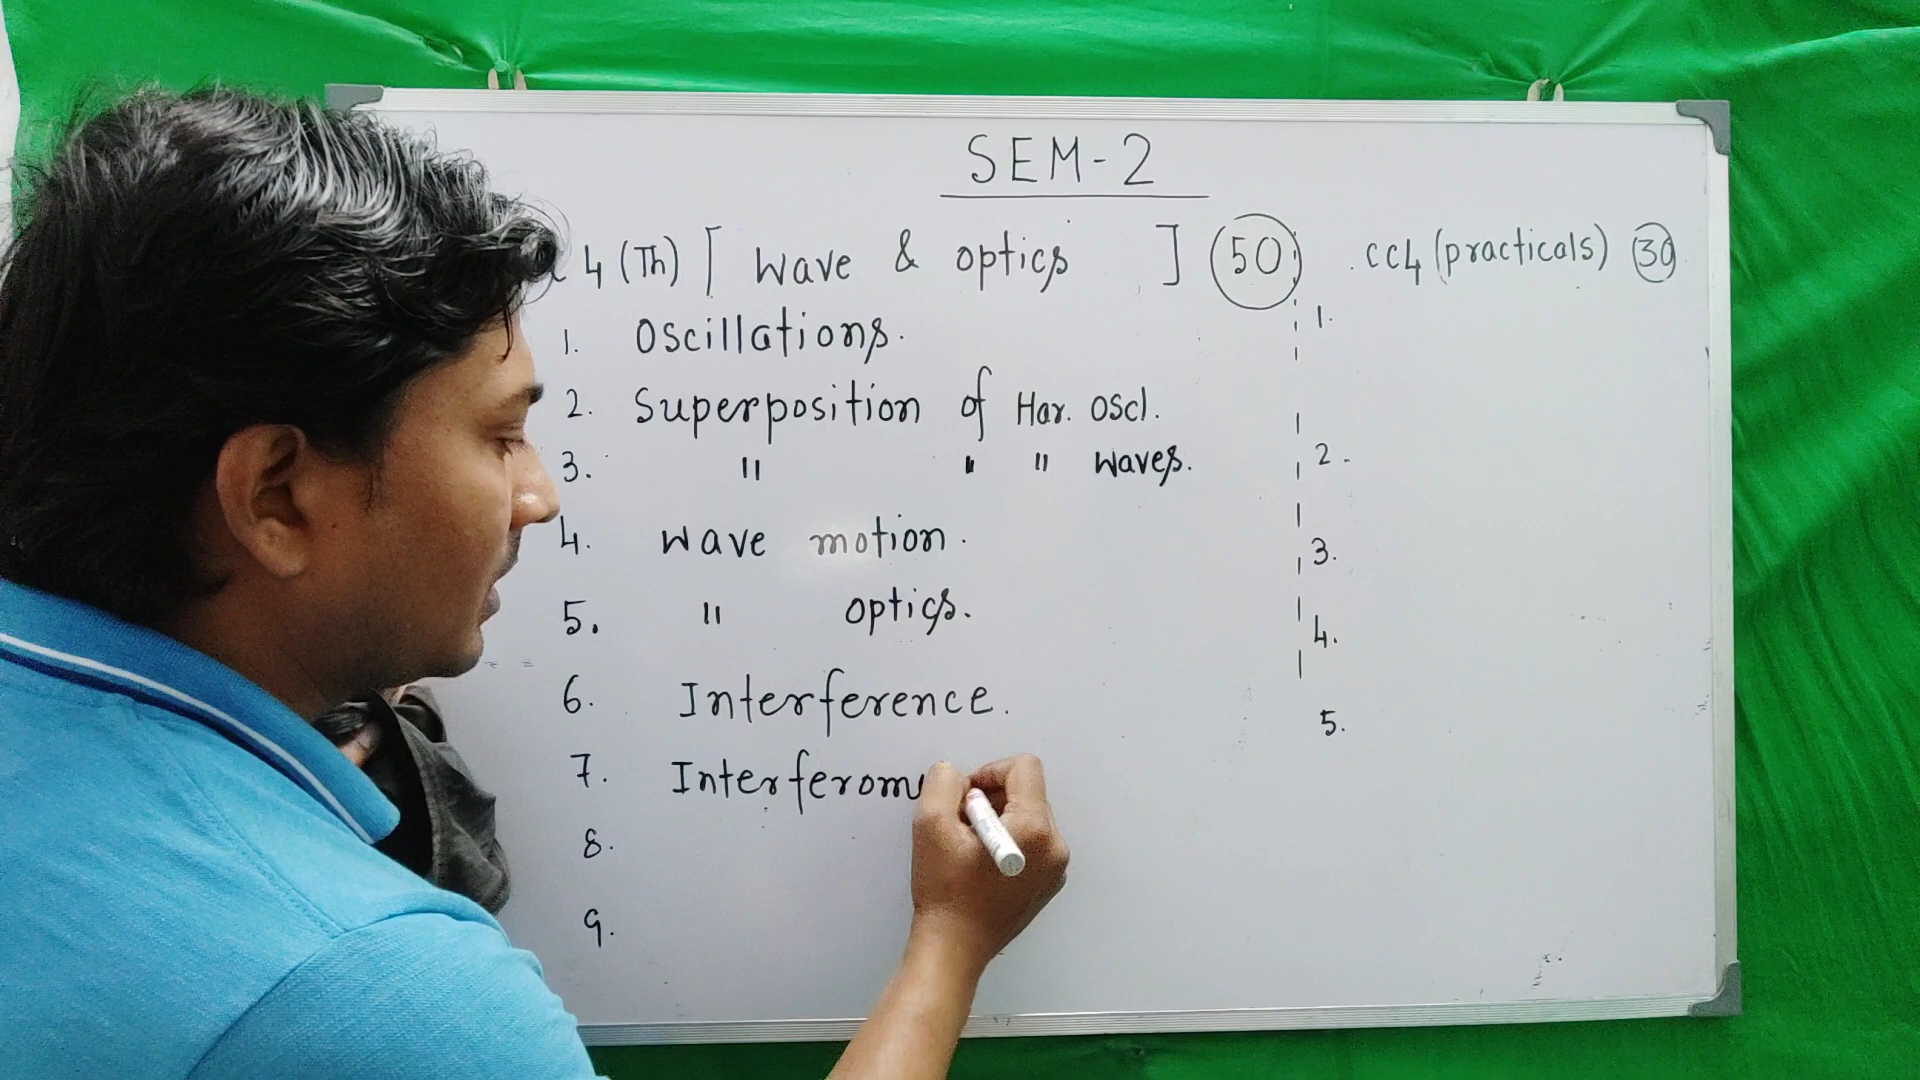 SEM-2
4 (Th) [ Wave & optics ] 50
1. Oscillations.
2. Superposition of Har. Oscl.
3. " " " Waves.
4. Wave motion.
5. " optics.
6. Interference.
7. Interferom
8.
9.
CC4 (practicals) 30
1.
2.
3.
4.
5.